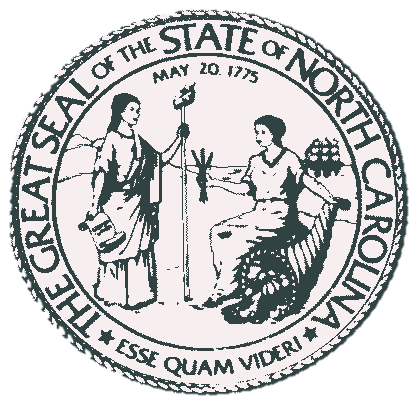 THE GREAT SEAL OF THE STATE OF NORTH CAROLINA
MAY 20. 1775
★ ESSE QUAM VIDERI ★